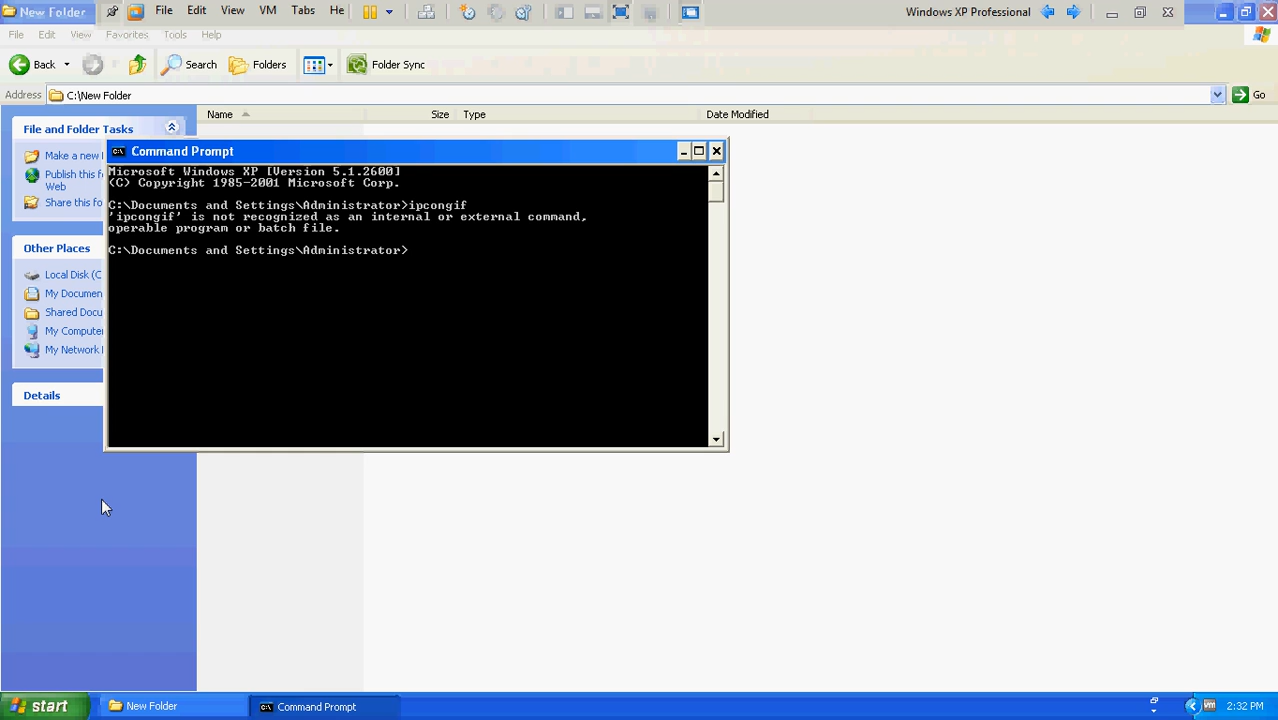 New Folder
File Edit View VM Tabs He
Windows XP Professional
File Edit View Favorites Tools Help
Back Search Folders Folder Sync
Address C:\New Folder Go
Name Size Type Date Modified
File and Folder Tasks
Make a new
Publish this f
Web
Share this fo
Other Places
Local Disk (C
My Documen
Shared Docu
My Compute
My Network
Details
C:\ Command Prompt
Microsoft Windows XP [Version 5.1.2600]
(C) Copyright 1985-2001 Microsoft Corp.
C:\Documents and Settings\Administrator>ipcongif
'ipcongif' is not recognized as an internal or external command,
operable program or batch file.
C:\Documents and Settings\Administrator>
start New Folder C:\ Command Prompt vm 2:32 PM